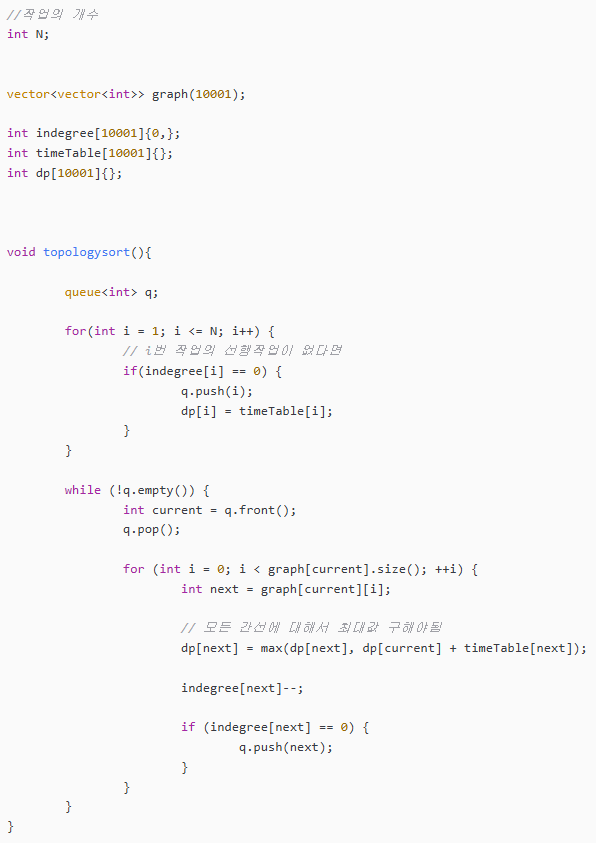 //작업의 개수
int N;
vector<vector<int>> graph(10001);
int indegree[10001]{0,};
int timeTable[10001]{};
int dp[10001]{};
void topologysort(){
queue<int> q;
for(int i = 1; i <= N; i++) {
// i번 작업의 선행작업이 없다면
if(indegree[i] == 0) {
q.push(i);
dp[i] = timeTable[i];
}
}
while (!q.empty()) {
int current = q.front();
q.pop();
for (int i = 0; i < graph[current].size(); ++i) {
int next = graph[current][i];
// 모든 간선에 대해서 최대값 구해야됨
dp[next] = max(dp[next], dp[current] + timeTable[next]);
indegree[next]--;
if (indegree[next] == 0) {
q.push(next);
}
}
}
}